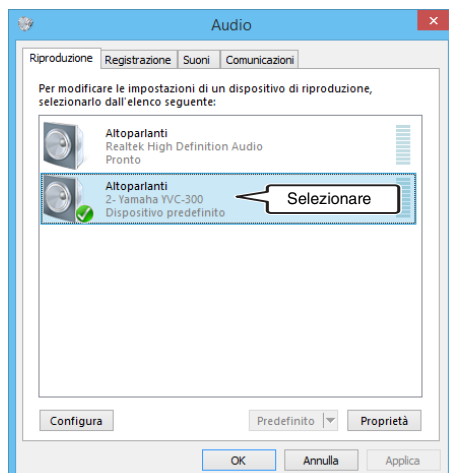 Audio
Riproduzione Registrazione Suoni Comunicazioni
Per modificare le impostazioni di un dispositivo di riproduzione,
selezionarlo dall'elenco seguente:
Altoparlanti
Realtek High Definition Audio
Pronto
Altoparlanti
2- Yamaha YVC-300
Dispositivo predefinito
Selezionare
Configura Predefinito Proprietà
OK Annulla Applica